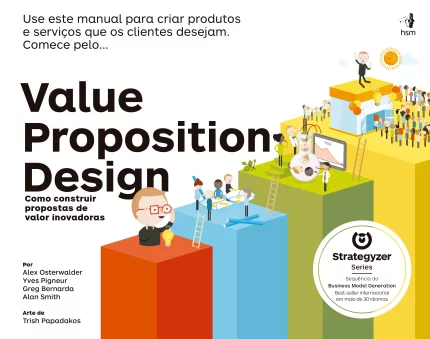 Use este manual para criar produtos
e serviços que os clientes desejam.
Comece pelo...
hsm
Value
Proposition
Design
Como construir
propostas de
valor inovadoras
Por
Alex Osterwalder
Yves Pigneur
Greg Bernarda
Alan Smith
Arte de
Trish Papadakos
Strategyzer
Series
Sequência do
Business Model Generation
Best-seller internacional
em mais de 30 idiomas